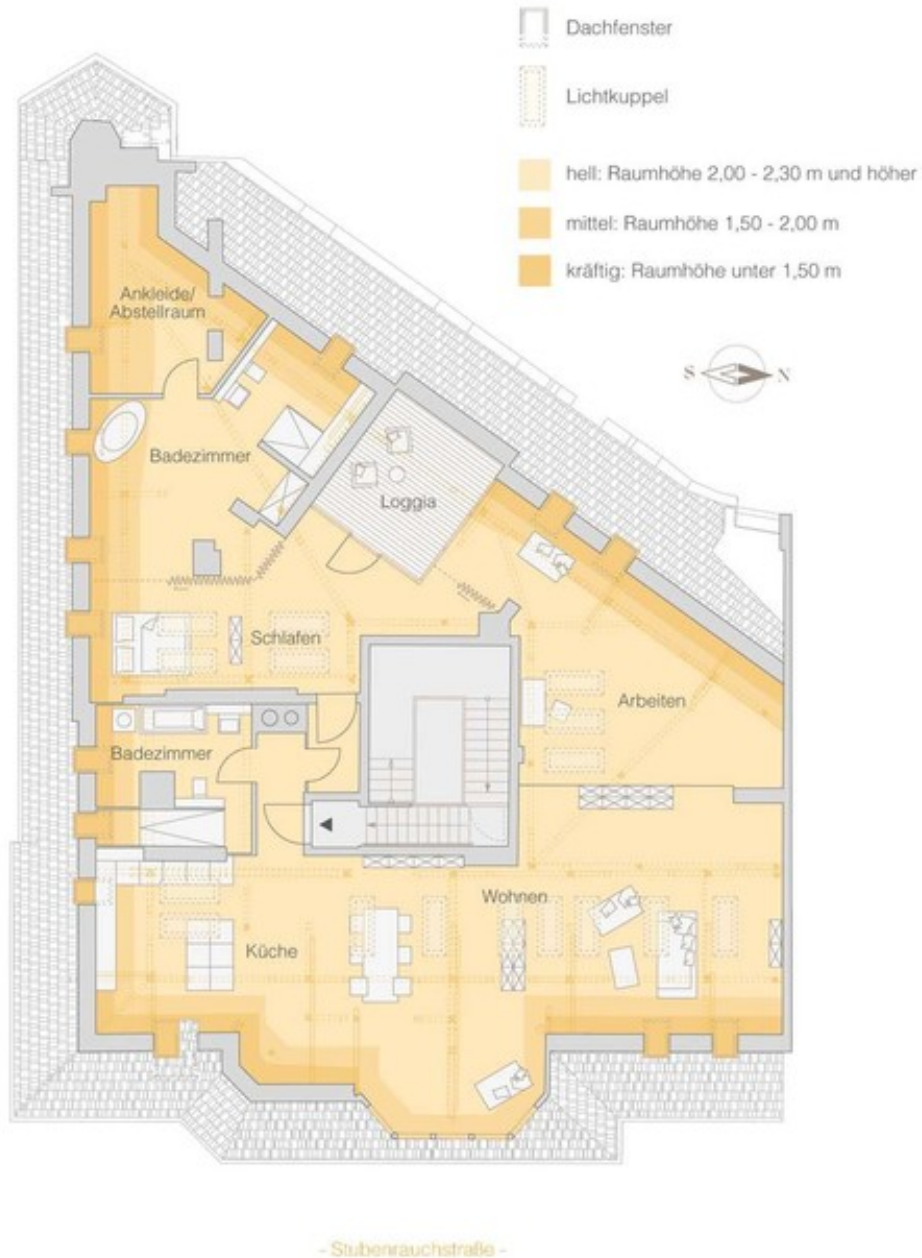 Dachfenster
Lichtkuppel
hell: Raumhöhe 2,00 - 2,30 m und höher
mittel: Raumhöhe 1,50 - 2,00 m
kräftig: Raumhöhe unter 1,50 m
S N
Ankleide/
Abstellraum
Badezimmer
Loggia
Schlafen
Arbeiten
Badezimmer
Wohnen
Küche
- Stubenrauchstraße -